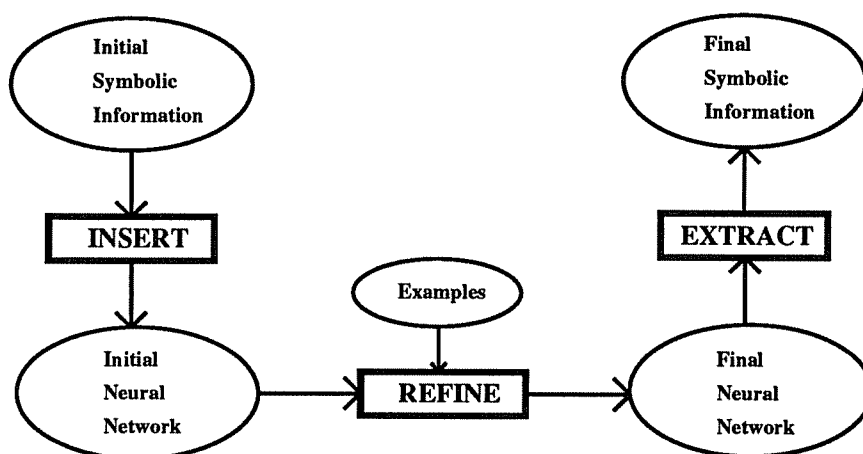 Initial
Symbolic
Information
Final
Symbolic
Information
INSERT
EXTRACT
Examples
Initial
Neural
Network
REFINE
Final
Neural
Network